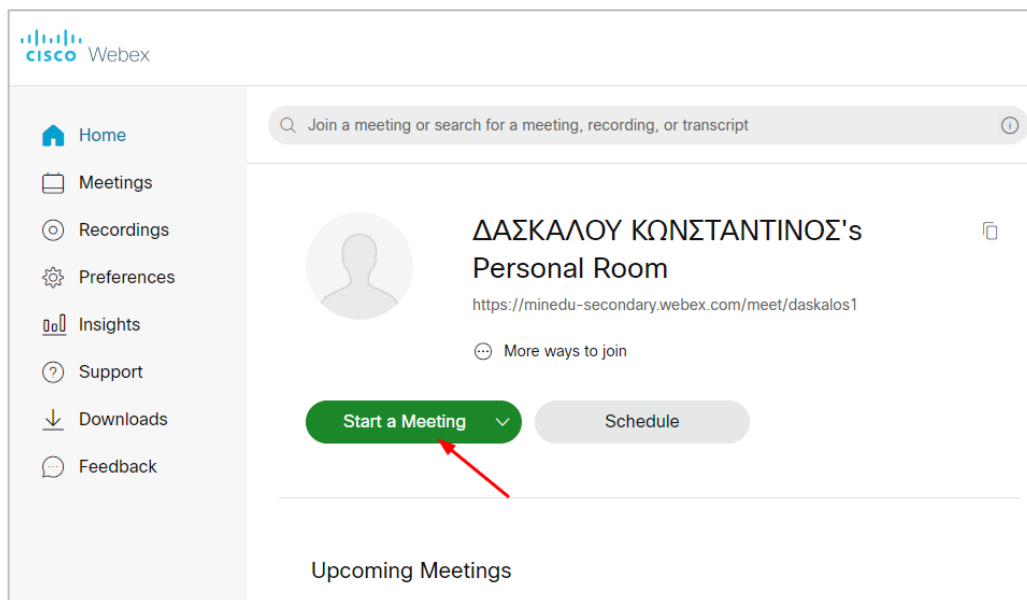 CISCO Webex
Join a meeting or search for a meeting, recording, or transcript
Home
Meetings
Recordings
Preferences
Insights
Support
Downloads
Feedback
ΔΑΣΚΑΛΟΥ ΚΩΝΣΤΑΝΤΙΝΟΣ's
Personal Room
https://minedu-secondary.webex.com/meet/daskalos1
More ways to join
Start a Meeting
Schedule
Upcoming Meetings